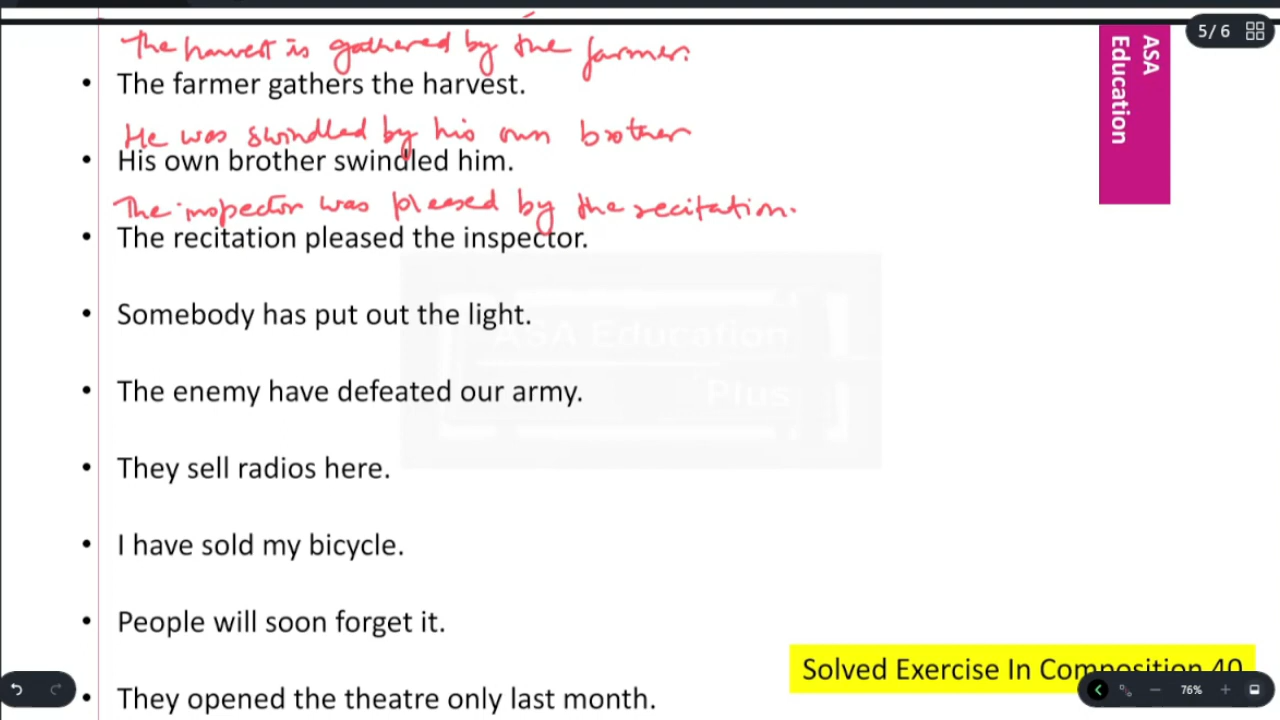 5/6
ASA
Education
The harvest is gathered by the farmer.
• The farmer gathers the harvest.
He was swindled by his own brother
• His own brother swindled him.
The inspector was pleased by the recitation.
• The recitation pleased the inspector.
• Somebody has put out the light.
ASA Education
Plus
• The enemy have defeated our army.
• They sell radios here.
• I have sold my bicycle.
• People will soon forget it.
Solved Exercise In Composition 40
76%
• They opened the theatre only last month.